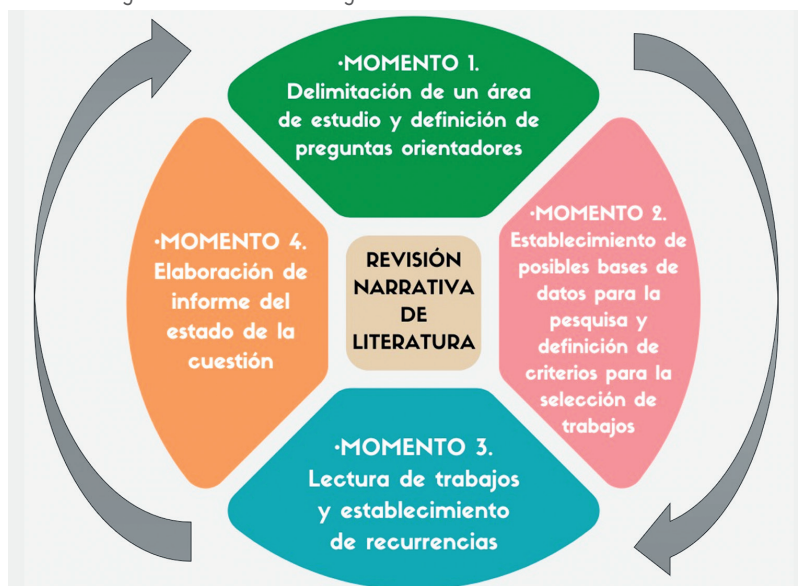 ·MOMENTO 1.
Delimitación de un área
de estudio y definición de
preguntas orientadores
·MOMENTO 2.
Establecimiento de
posibles bases de
datos para la
pesquisa y
definición de
criterios para la
selección de
trabajos
·MOMENTO 3.
Lectura de trabajos
y establecimiento
de recurrencias
·MOMENTO 4.
Elaboración de
informe del
estado de la
cuestión
REVISIÓN
NARRATIVA
DE
LITERATURA